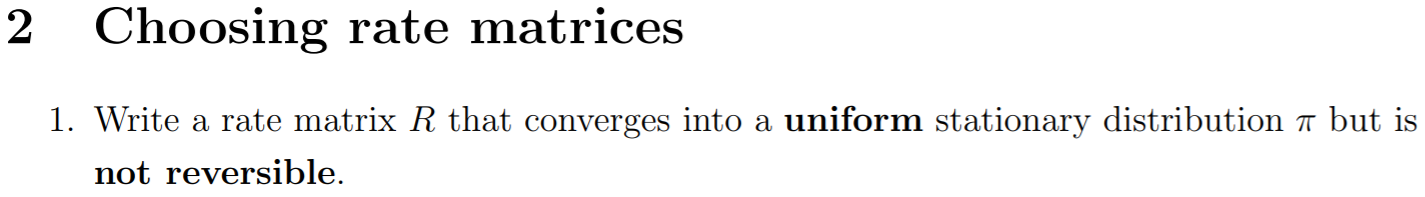 2 Choosing rate matrices
1. Write a rate matrix R that converges into a uniform stationary distribution π but is
not reversible.